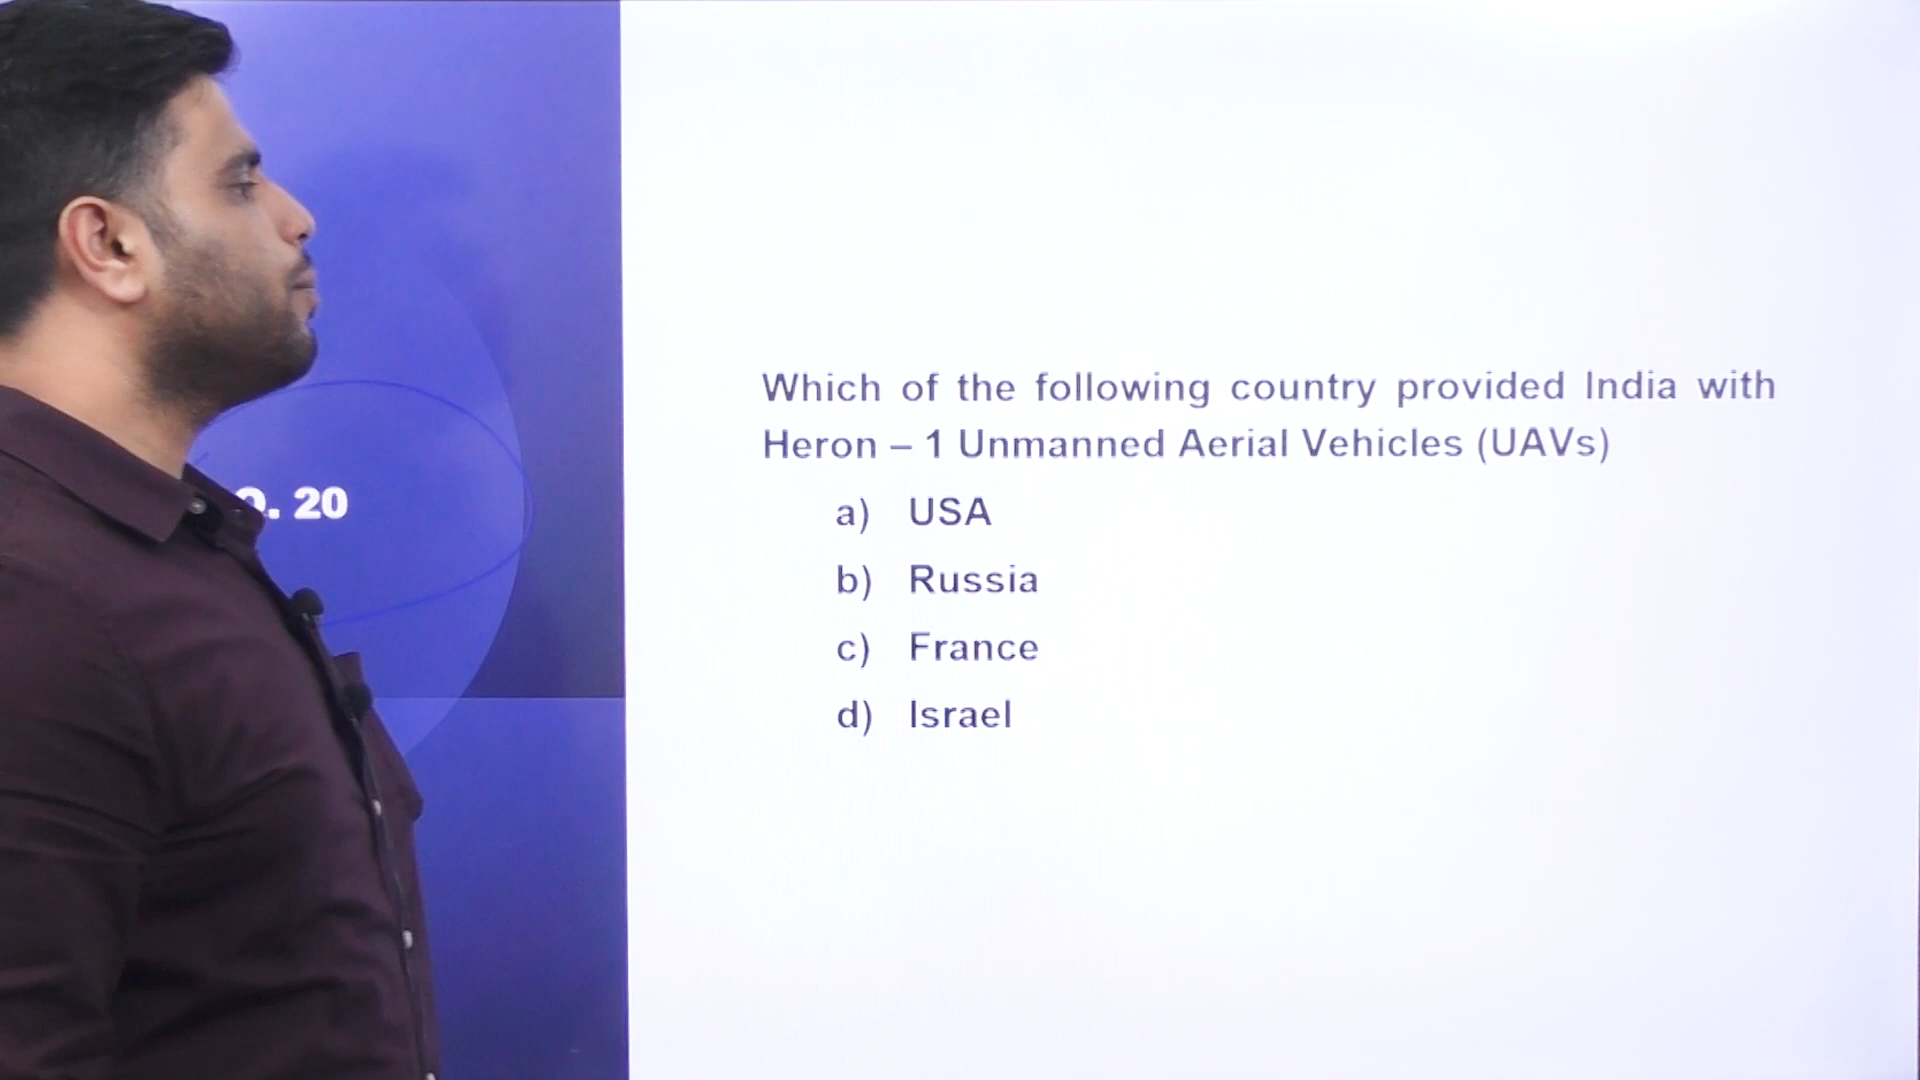 Q. 20
Which of the following country provided India with
Heron – 1 Unmanned Aerial Vehicles (UAVs)
a) USA
b) Russia
c) France
d) Israel